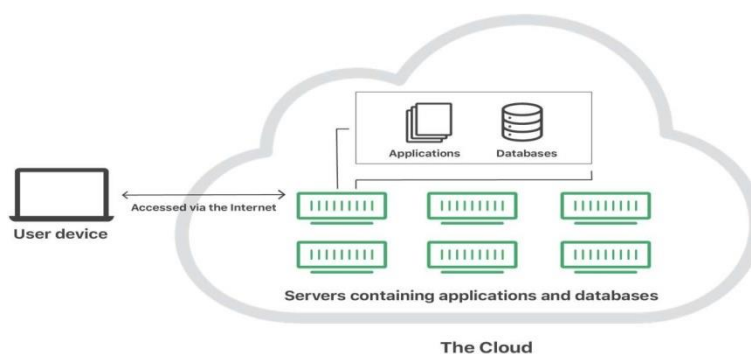 Applications
Databases
Accessed via the Internet
User device
Servers containing applications and databases
The Cloud